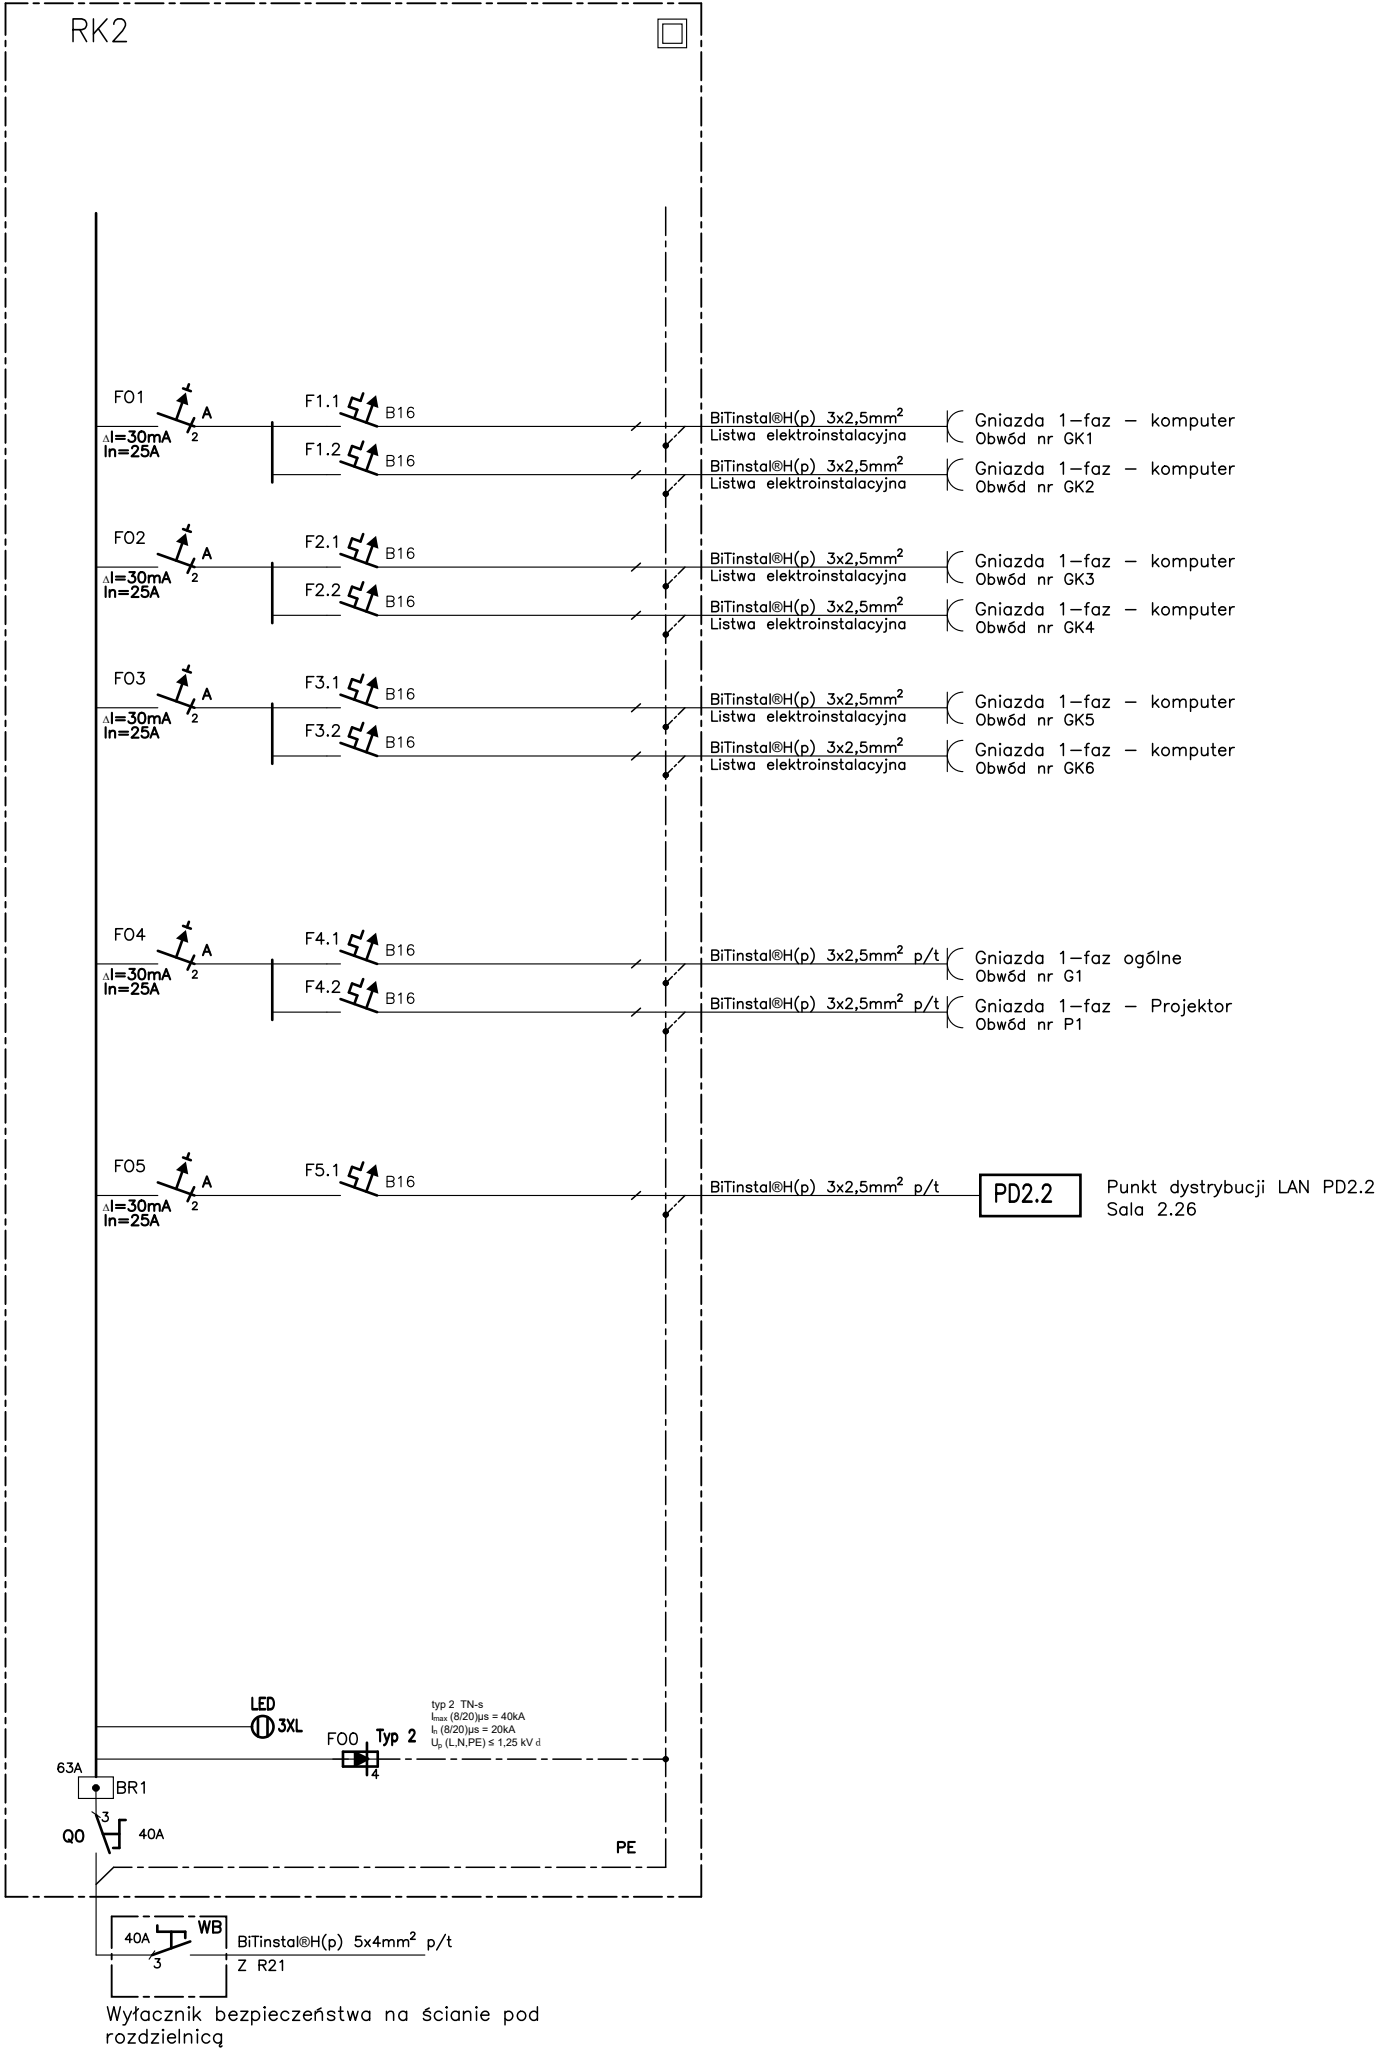 RK2
FO1
A
2
ΔI=30mA
In=25A
F1.1
B16
BiTinstal®H(p) 3x2,5mm²
Listwa elektroinstalacyjna
Gniazda 1-faz – komputer
Obwód nr GK1
F1.2
B16
BiTinstal®H(p) 3x2,5mm²
Listwa elektroinstalacyjna
Gniazda 1-faz – komputer
Obwód nr GK2
FO2
A
2
ΔI=30mA
In=25A
F2.1
B16
BiTinstal®H(p) 3x2,5mm²
Listwa elektroinstalacyjna
Gniazda 1-faz – komputer
Obwód nr GK3
F2.2
B16
BiTinstal®H(p) 3x2,5mm²
Listwa elektroinstalacyjna
Gniazda 1-faz – komputer
Obwód nr GK4
FO3
A
2
ΔI=30mA
In=25A
F3.1
B16
BiTinstal®H(p) 3x2,5mm²
Listwa elektroinstalacyjna
Gniazda 1-faz – komputer
Obwód nr GK5
F3.2
B16
BiTinstal®H(p) 3x2,5mm²
Listwa elektroinstalacyjna
Gniazda 1-faz – komputer
Obwód nr GK6
FO4
A
2
ΔI=30mA
In=25A
F4.1
B16
BiTinstal®H(p) 3x2,5mm² p/t
Gniazda 1-faz ogólne
Obwód nr G1
F4.2
B16
BiTinstal®H(p) 3x2,5mm² p/t
Gniazda 1-faz – Projektor
Obwód nr P1
FO5
A
2
ΔI=30mA
In=25A
F5.1
B16
BiTinstal®H(p) 3x2,5mm² p/t
PD2.2
Punkt dystrybucji LAN PD2.2
Sala 2.26
LED
3XL
FOO
Typ 2
4
typ 2 TN-s
Imax (8/20)µs = 40kA
In (8/20)µs = 20kA
Up (L,N,PE) ≤ 1,25 kV d
63A
BR1
3
QO
40A
PE
WB
40A
3
BiTinstal®H(p) 5x4mm² p/t
Z R21
Wyłacznik bezpieczeństwa na ścianie pod
rozdzielnicą